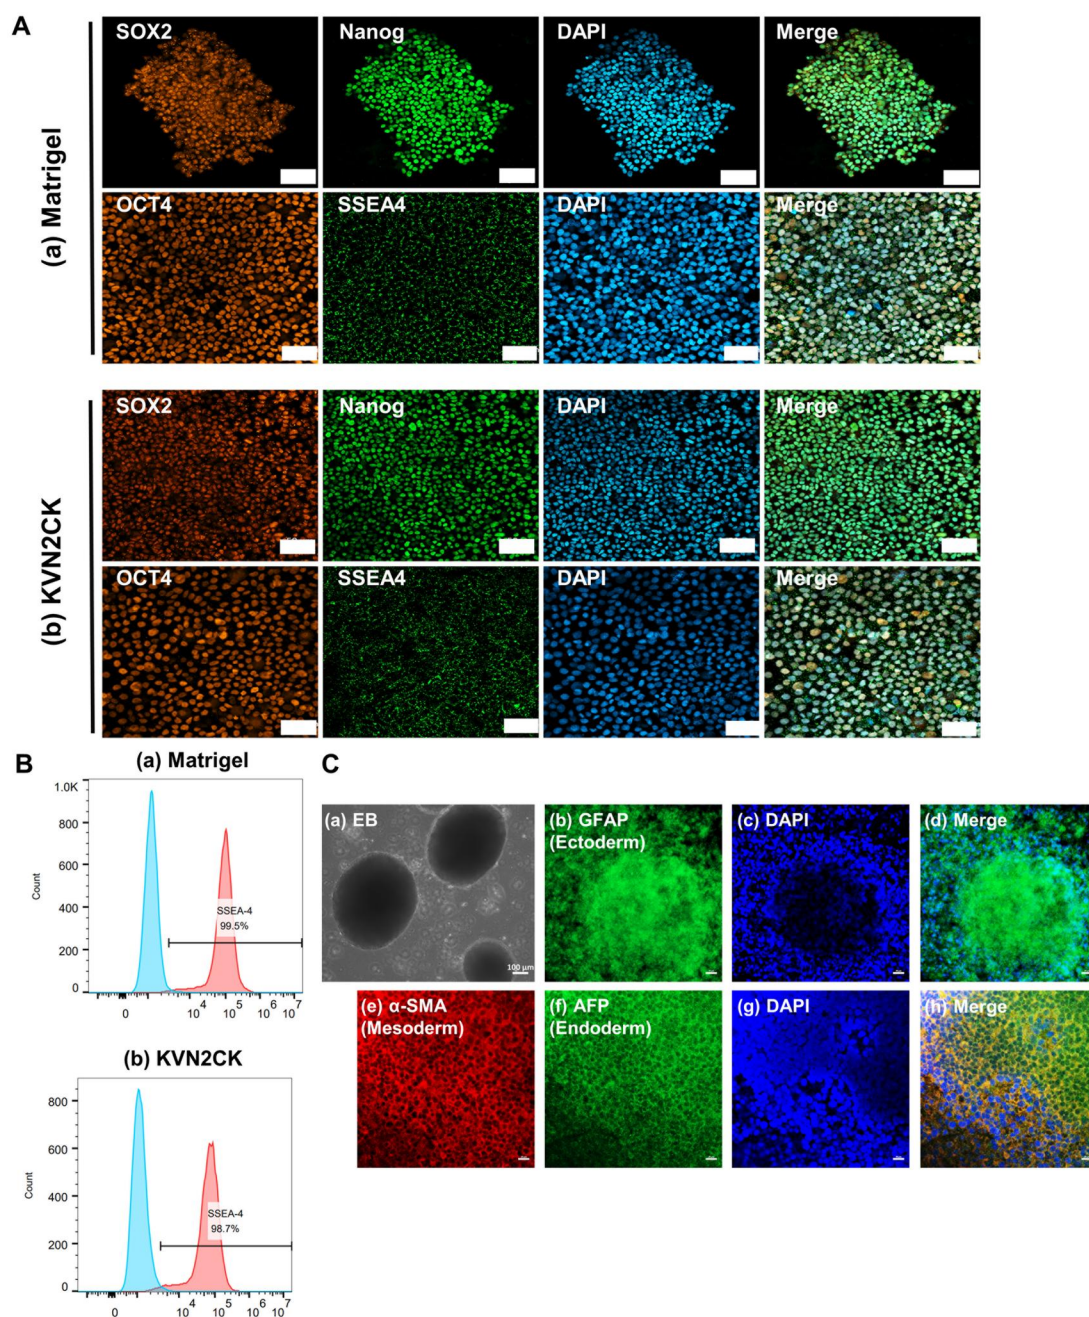 A
(a) Matrigel
SOX2 Nanog DAPI Merge
OCT4 SSEA4 DAPI Merge
(b) KVN2CK
SOX2 Nanog DAPI Merge
OCT4 SSEA4 DAPI Merge
B
(a) Matrigel
1.0K
800
600
400
200
0
Count
SSEA-4
99.5%
0 10^4 10^5 10^6 10^7
(b) KVN2CK
800
600
400
200
0
Count
SSEA-4
98.7%
0 10^4 10^5 10^6 10^7
C
(a) EB
100 μm
(b) GFAP
(Ectoderm)
(c) DAPI
(d) Merge
(e) α-SMA
(Mesoderm)
(f) AFP
(Endoderm)
(g) DAPI
(h) Merge